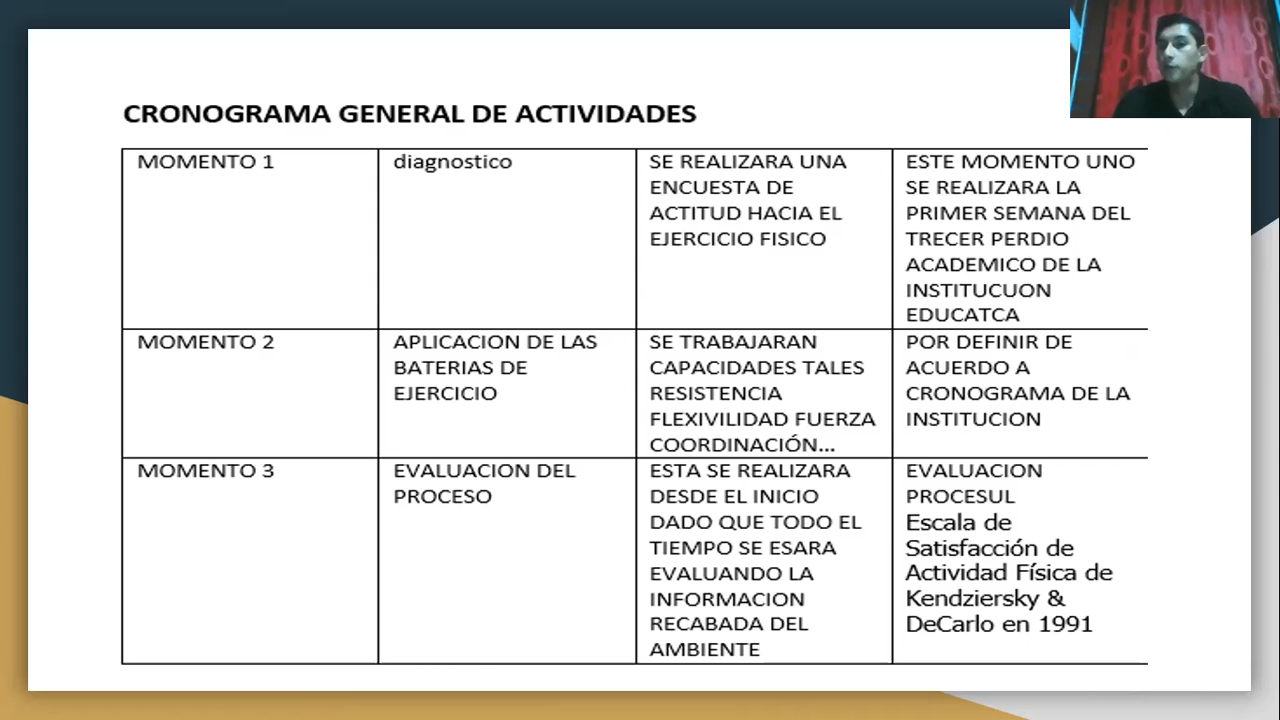 CRONOGRAMA GENERAL DE ACTIVIDADES
MOMENTO 1
diagnostico
SE REALIZARA UNA
ENCUESTA DE
ACTITUD HACIA EL
EJERCICIO FISICO
ESTE MOMENTO UNO
SE REALIZARA LA
PRIMER SEMANA DEL
TRECER PERDIO
ACADEMICO DE LA
INSTITUCUON
EDUCATCA
MOMENTO 2
APLICACION DE LAS
BATERIAS DE
EJERCICIO
SE TRABAJARAN
CAPACIDADES TALES
RESISTENCIA
FLEXIVILIDAD FUERZA
COORDINACIÓN...
POR DEFINIR DE
ACUERDO A
CRONOGRAMA DE LA
INSTITUCION
MOMENTO 3
EVALUACION DEL
PROCESO
ESTA SE REALIZARA
DESDE EL INICIO
DADO QUE TODO EL
TIEMPO SE ESARA
EVALUANDO LA
INFORMACION
RECABADA DEL
AMBIENTE
EVALUACION
PROCESUL
Escala de
Satisfacción de
Actividad Física de
Kendziersky &
DeCarlo en 1991